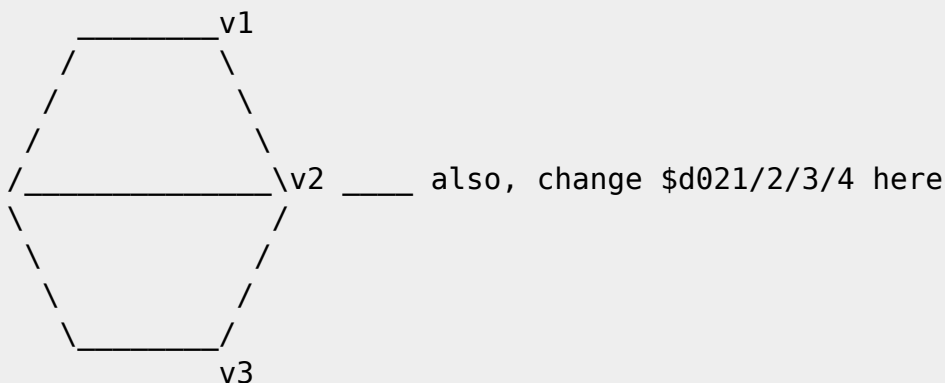 v1
v2 ____ also, change $d021/2/3/4 here
v3